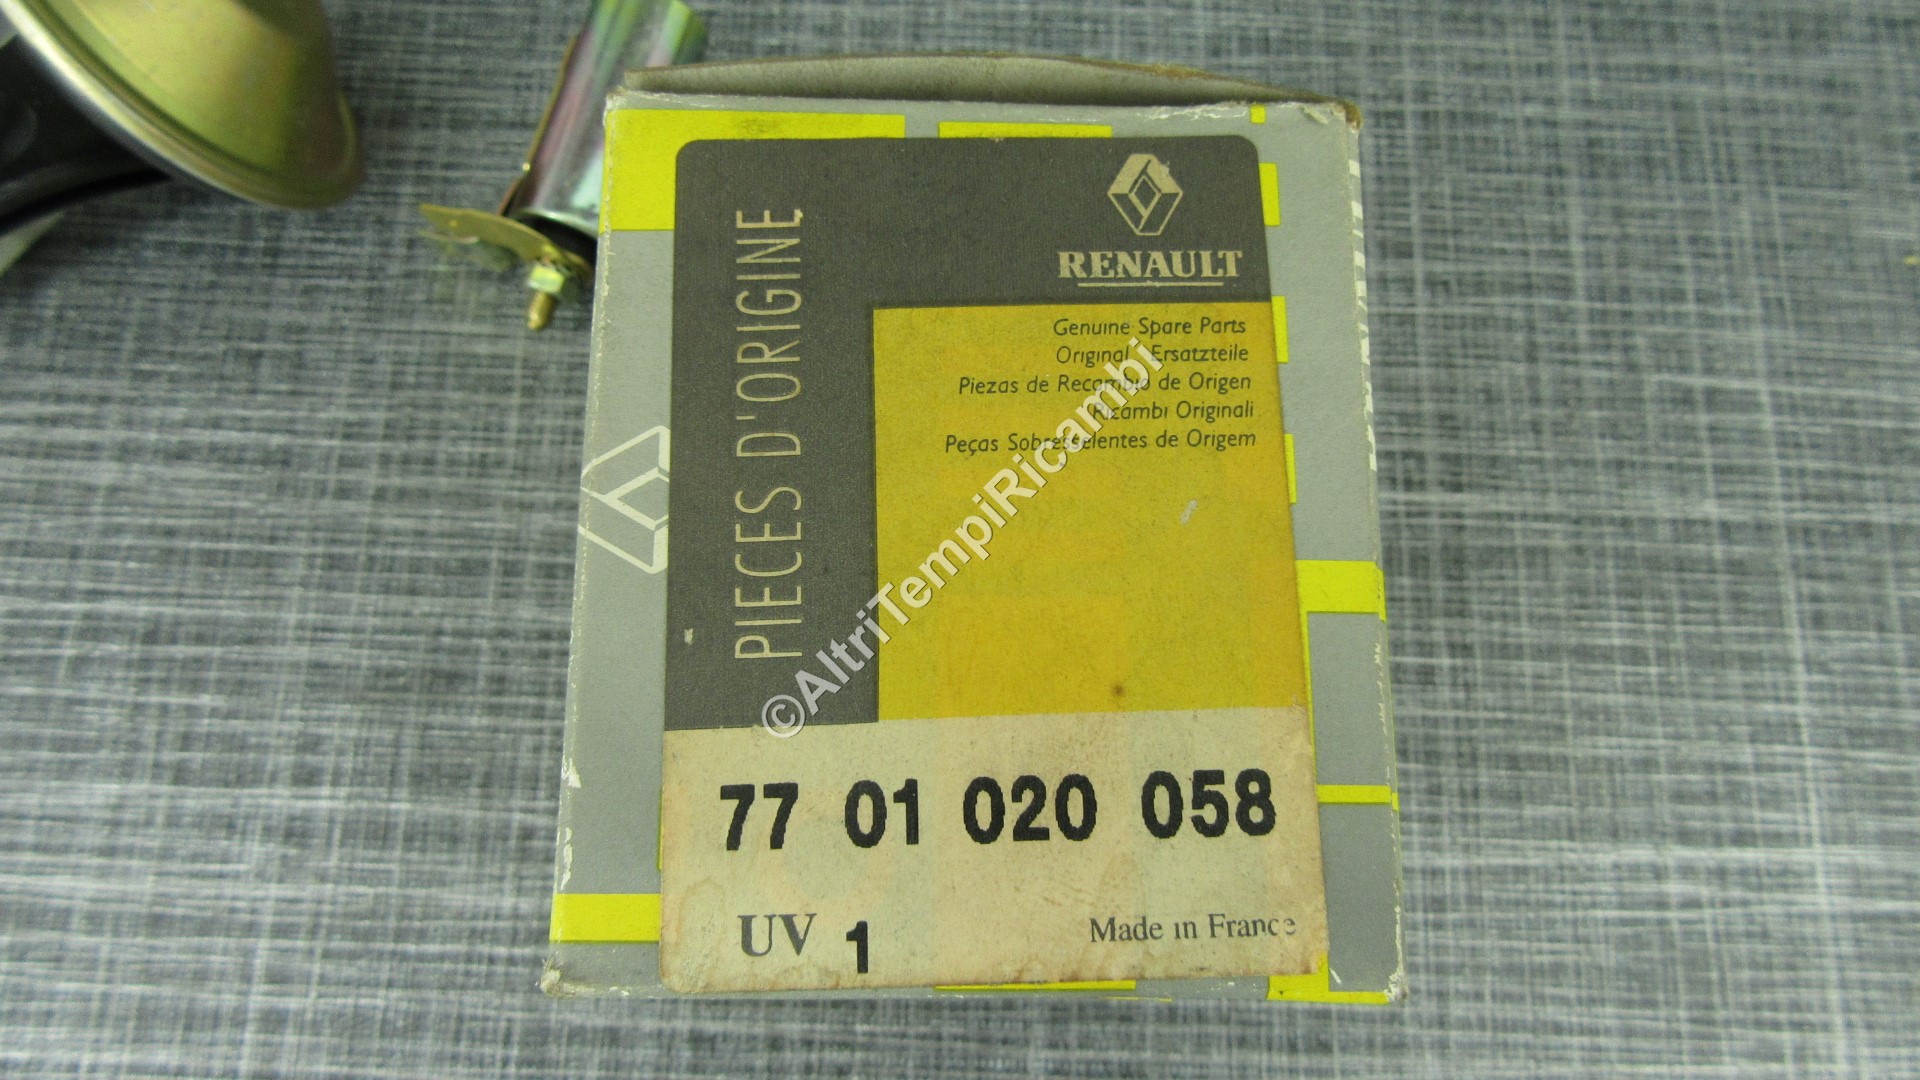 PIECES D'ORIGINE
RENAULT
Genuine Spare Parts
Original Ersatzteile
Piezas de Recambio de Origen
Ricambi Originali
Peças Sobresselentes de Origem
©AltriTempiRicambi
77 01 020 058
UV 1
Made in France